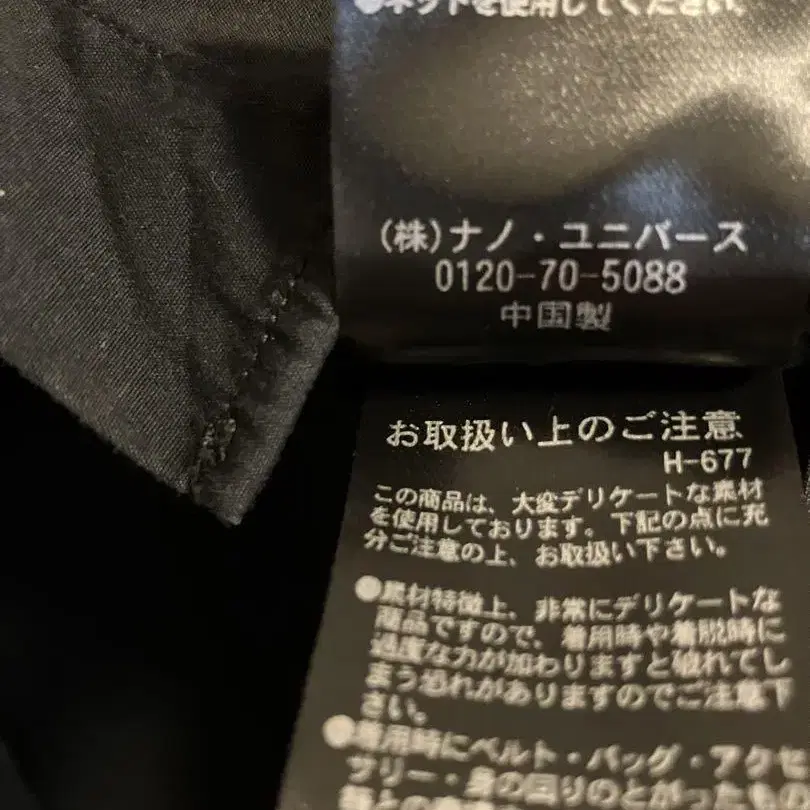 ●ネットを使用してください。
(株)ナノ・ユニバース
0120-70-5088
中国製
お取扱い上のご注意
H-677
この商品は、大変デリケートな素材
を使用しております。下記の点に充
分ご注意の上、お取扱い下さい。
●素材特徴上、非常にデリケートな
商品ですので、着用時や着脱時に
過度な力が加わりますと破れてし
まう恐れがありますのでご注意下
さい。
●着用時にベルト・バッグ・アクセ
サリー・身の回りのとがったもの